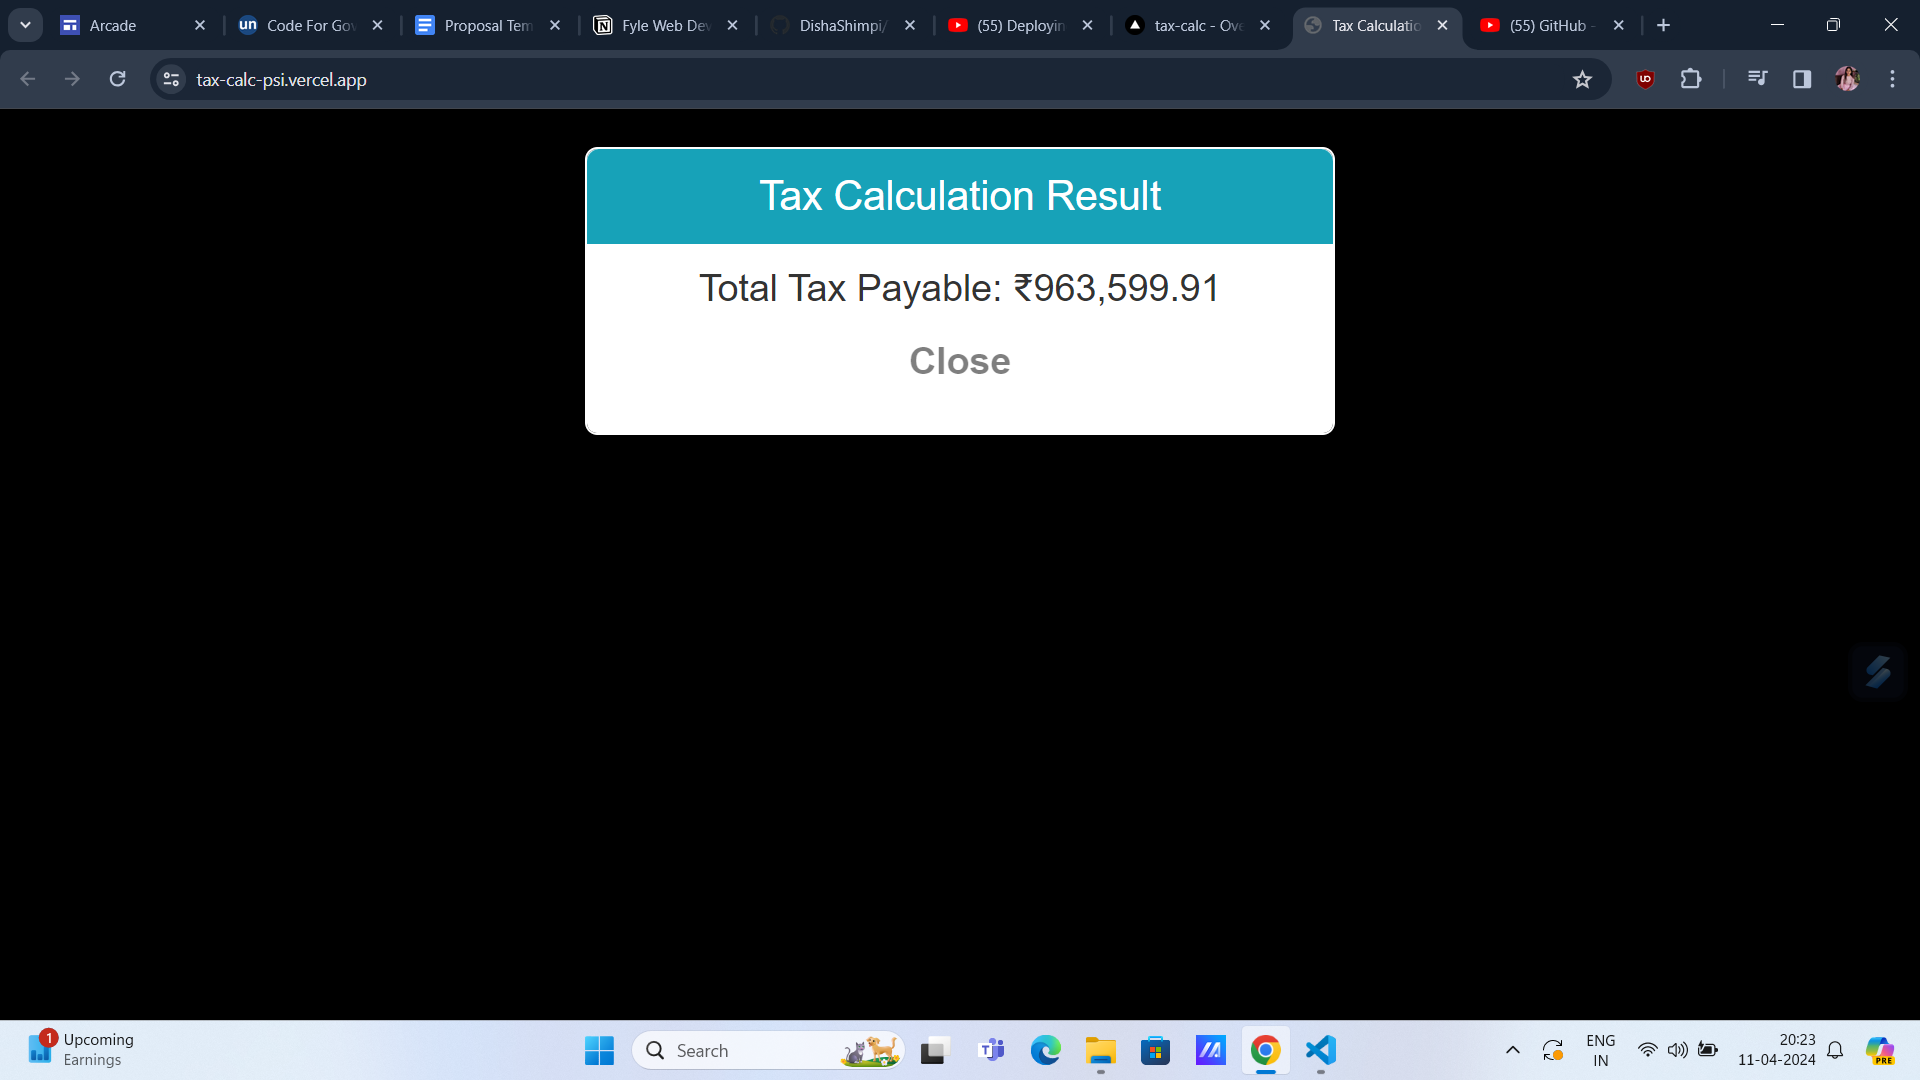 Arcade
Code For Gov
Proposal Tem
Fyle Web Dev
DishaShimpi/
(55) Deployin
tax-calc - Ove
Tax Calculatio
(55) GitHub -
tax-calc-psi.vercel.app
UD
Tax Calculation Result
Total Tax Payable: ₹963,599.91
Close
1
Upcoming
Earnings
Search
ENG
IN
20:23
11-04-2024
PRE